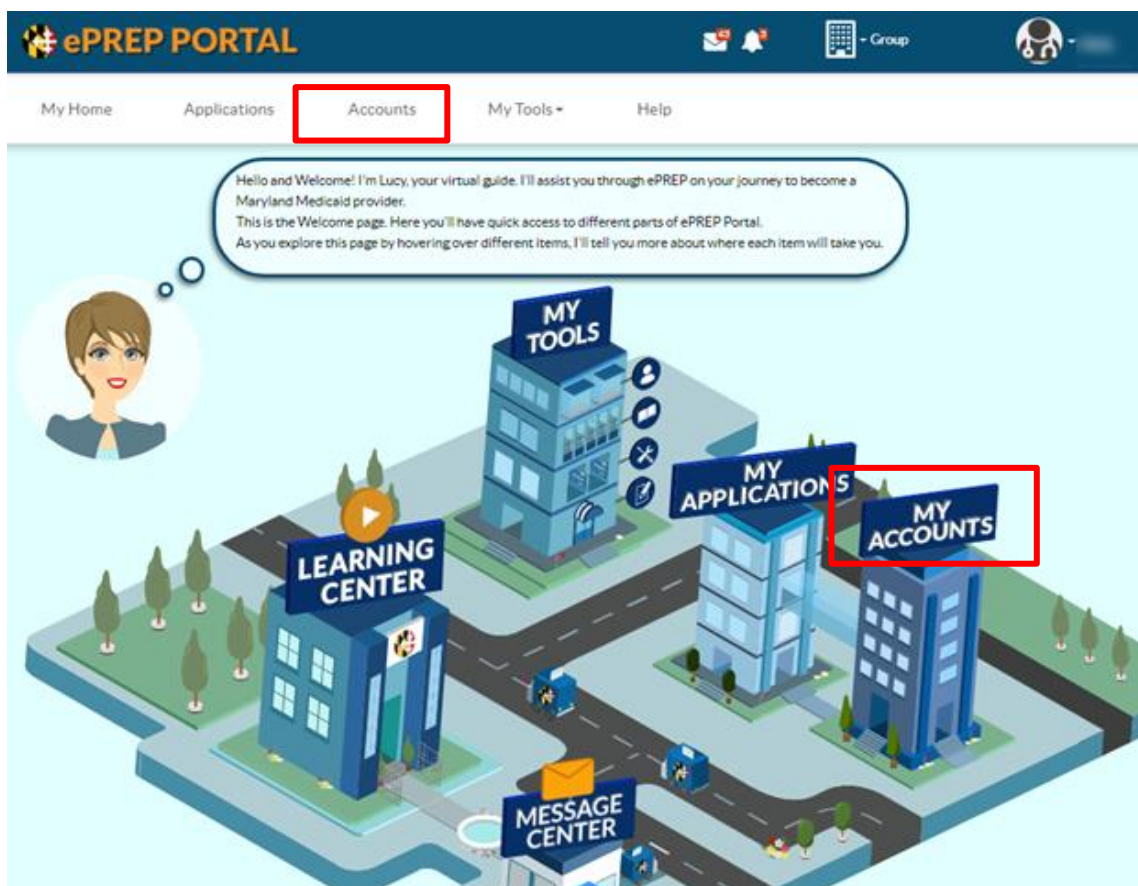 ePREP PORTAL
- Group
My Home Applications Accounts My Tools Help
Hello and Welcome! I'm Lucy, your virtual guide. I'll assist you through ePREP on your journey to become a
Maryland Medicaid provider.
This is the Welcome page. Here you'll have quick access to different parts of ePREP Portal.
As you explore this page by hovering over different items, I'll tell you more about where each item will take you.
MY
TOOLS
MY
APPLICATIONS
MY
ACCOUNTS
LEARNING
CENTER
MESSAGE
CENTER